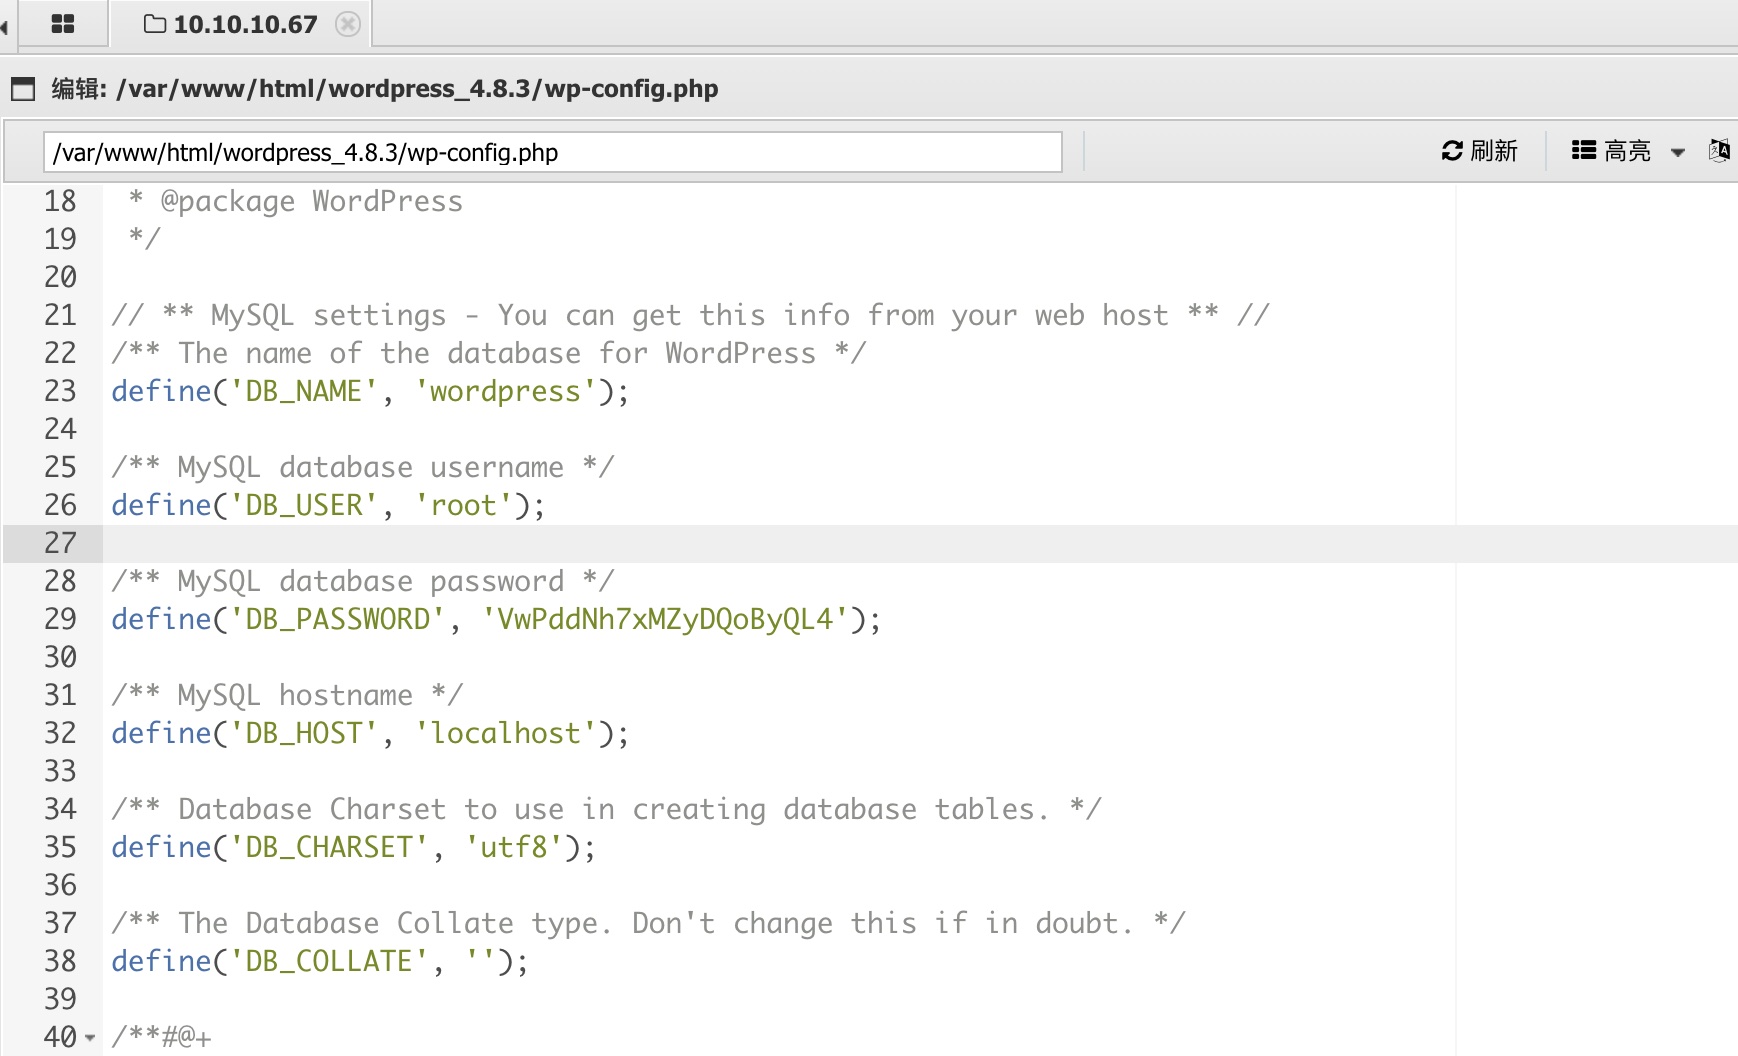 10.10.10.67
编辑: /var/www/html/wordpress_4.8.3/wp-config.php
/var/www/html/wordpress_4.8.3/wp-config.php 刷新 高亮
18 * @package WordPress
19 */
20
21 // ** MySQL settings - You can get this info from your web host ** //
22 /** The name of the database for WordPress */
23 define('DB_NAME', 'wordpress');
24
25 /** MySQL database username */
26 define('DB_USER', 'root');
27
28 /** MySQL database password */
29 define('DB_PASSWORD', 'VwPddNh7xMZyDQoByQL4');
30
31 /** MySQL hostname */
32 define('DB_HOST', 'localhost');
33
34 /** Database Charset to use in creating database tables. */
35 define('DB_CHARSET', 'utf8');
36
37 /** The Database Collate type. Don't change this if in doubt. */
38 define('DB_COLLATE', '');
39
40 /**#@+